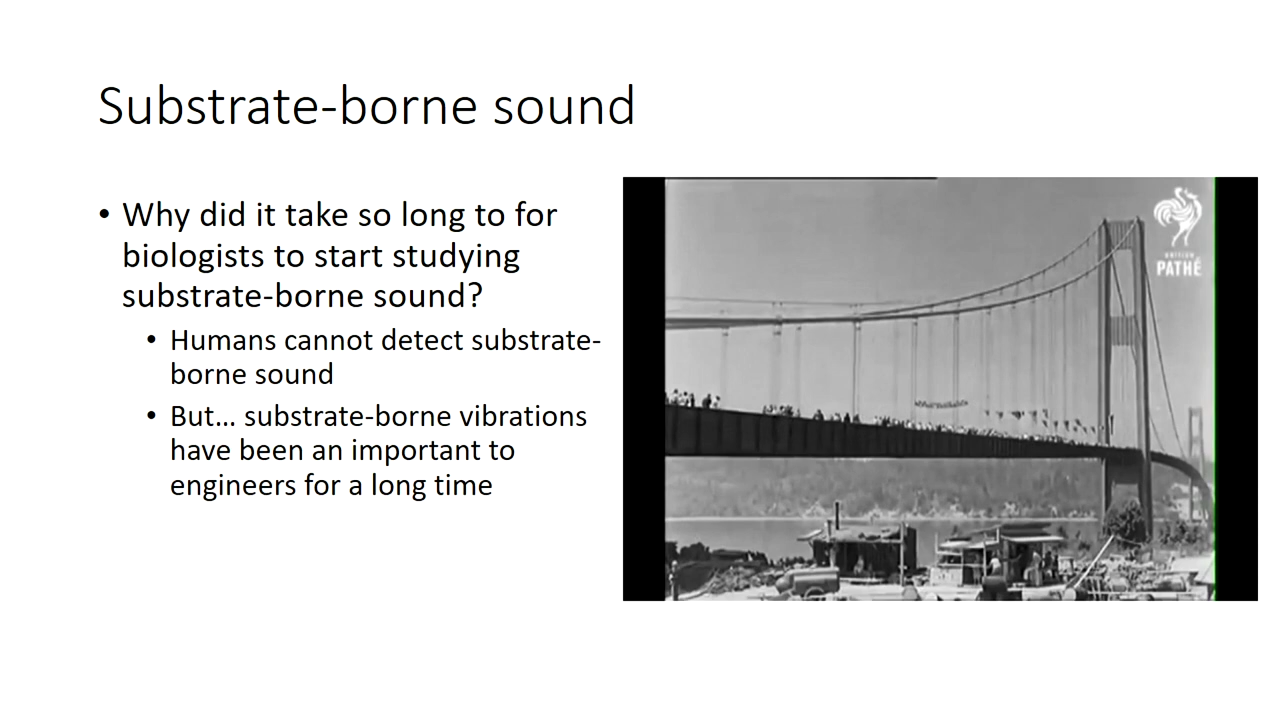 Substrate-borne sound
• Why did it take so long to for
biologists to start studying
substrate-borne sound?
• Humans cannot detect substrate-
borne sound
• But... substrate-borne vibrations
have been an important to
engineers for a long time
BRITISH
PATHÉ